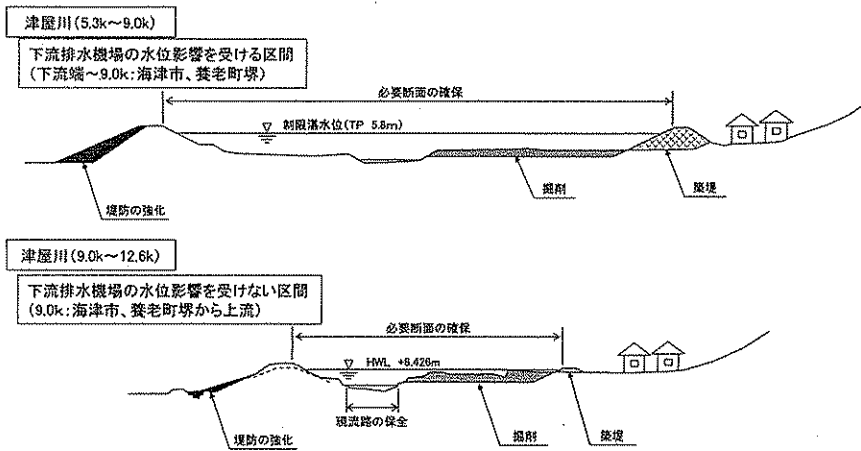 津屋川(5.3k～9.0k)
下流排水機場の水位影響を受ける区間
(下流端～9.0k:海津市、養老町堺)
必要断面の確保
制限湛水位(TP 5.8m)
掘削
築堤
堤防の強化
津屋川(9.0k～12.6k)
下流排水機場の水位影響を受けない区間
(9.0k:海津市、養老町堺から上流)
必要断面の確保
HWL +8.426m
現流路の保全
堤防の強化
掘削
築堤